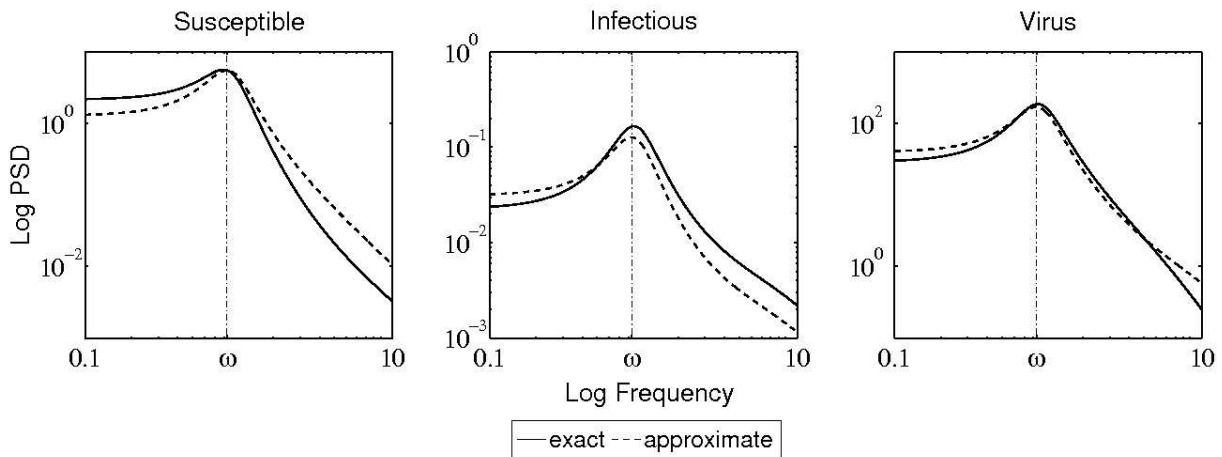 Susceptible
Infectious
Virus
Log PSD
10^0
10^-2
0.1
ω
10
10^0
10^-1
10^-2
10^-3
0.1
ω
10
10^2
10^0
0.1
ω
10
Log Frequency
exact
approximate